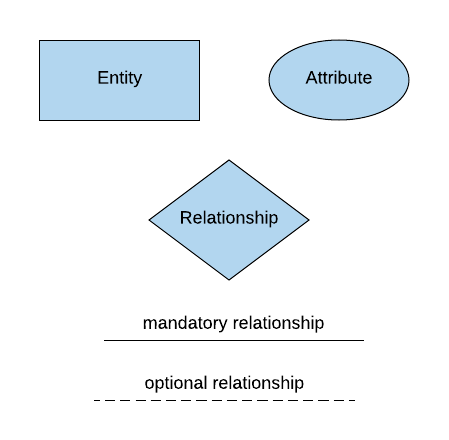 Entity
Attribute
Relationship
mandatory relationship
optional relationship